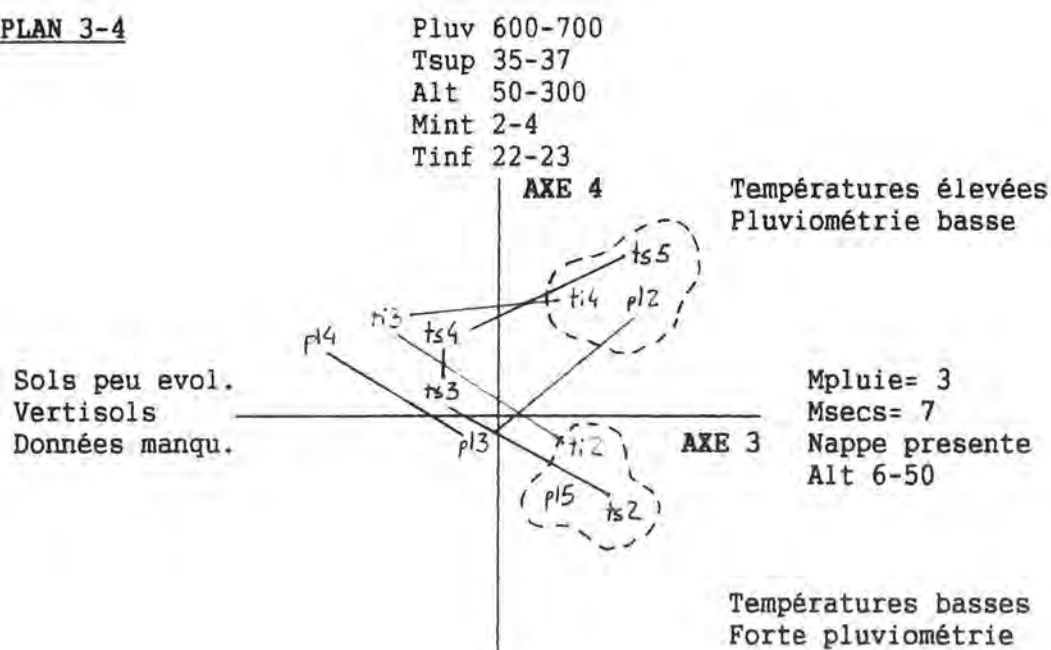 PLAN 3-4
Pluv 600-700
Tsup 35-37
Alt 50-300
Mint 2-4
Tinf 22-23
AXE 4
Températures élevées
Pluviométrie basse
ts5
ti4
pl2
ti3
ts4
pl4
ts3
Sols peu evol.
Vertisols
Données manqu.
Mpluie= 3
Msecs= 7
Nappe presente
Alt 6-50
AXE 3
pl3
ti2
pl5
ts2
Températures basses
Forte pluviométrie